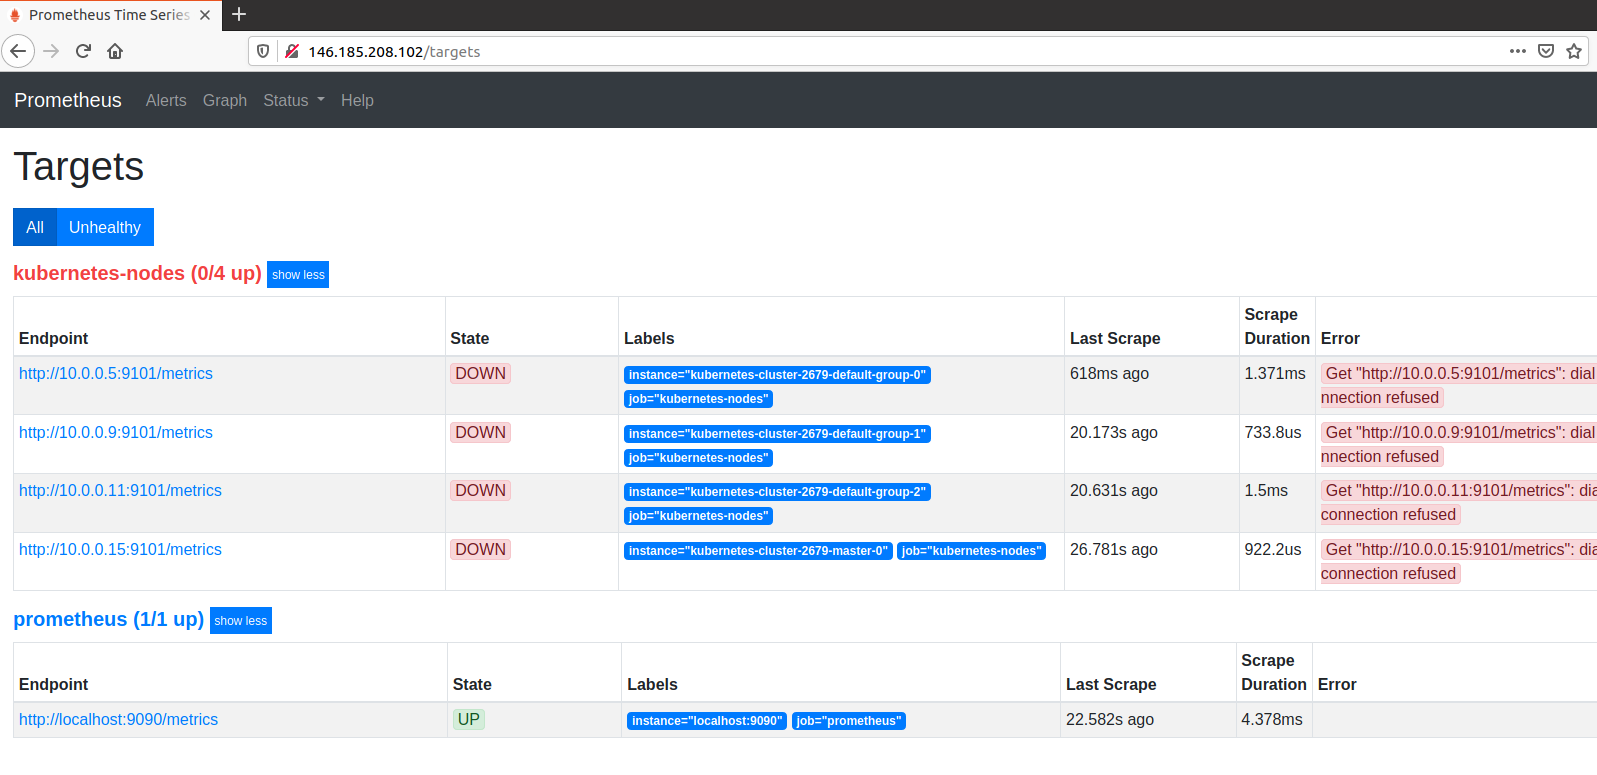 Prometheus Time Series
146.185.208.102/targets
Prometheus Alerts Graph Status Help
Targets
All Unhealthy
kubernetes-nodes (0/4 up) show less
Endpoint State Labels Last Scrape Scrape Duration Error
http://10.0.0.5:9101/metrics DOWN instance="kubernetes-cluster-2679-default-group-0" 618ms ago 1.371ms Get "http://10.0.0.5:9101/metrics": dial
job="kubernetes-nodes" nnection refused
http://10.0.0.9:9101/metrics DOWN instance="kubernetes-cluster-2679-default-group-1" 20.173s ago 733.8us Get "http://10.0.0.9:9101/metrics": dial
job="kubernetes-nodes" nnection refused
http://10.0.0.11:9101/metrics DOWN instance="kubernetes-cluster-2679-default-group-2" 20.631s ago 1.5ms Get "http://10.0.0.11:9101/metrics": dia
job="kubernetes-nodes" connection refused
http://10.0.0.15:9101/metrics DOWN instance="kubernetes-cluster-2679-master-0" job="kubernetes-nodes" 26.781s ago 922.2us Get "http://10.0.0.15:9101/metrics": dia
connection refused
prometheus (1/1 up) show less
Endpoint State Labels Last Scrape Scrape Duration Error
http://localhost:9090/metrics UP instance="localhost:9090" job="prometheus" 22.582s ago 4.378ms